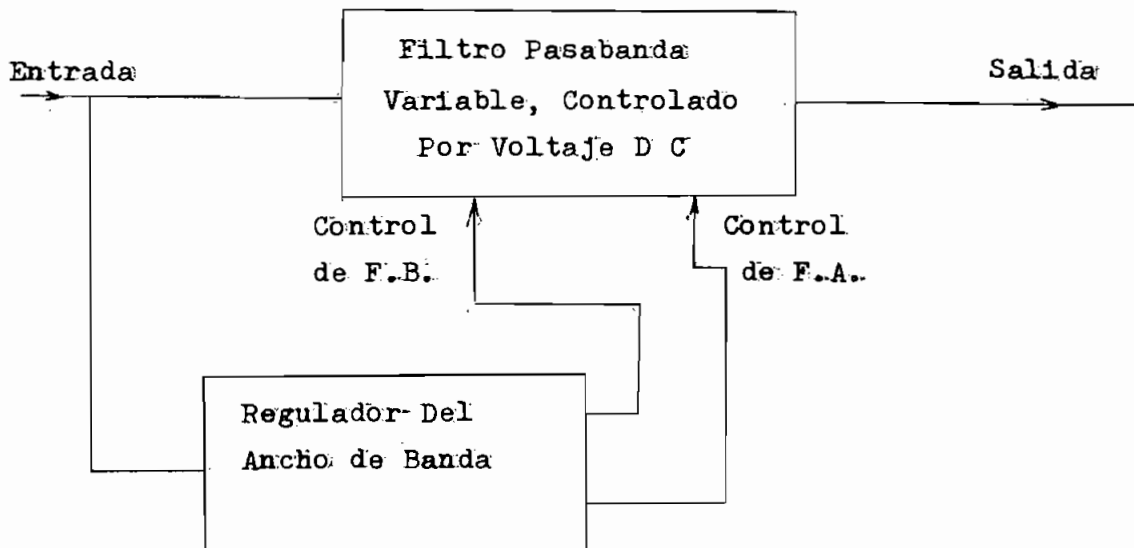 Entrada
Filtro Pasabanda
Variable, Controlado
Por Voltaje D C
Salida
Control
de F.B.
Control
de F.A.
Regulador Del
Ancho de Banda